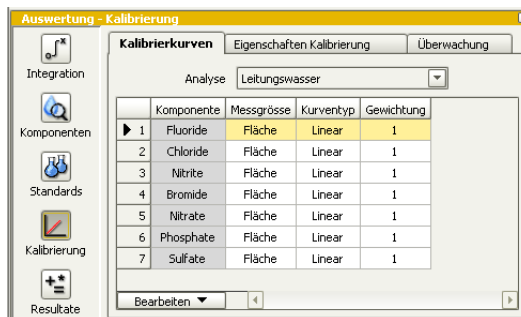 Auswertung - Kalibrierung
Integration
Komponenten
Standards
Kalibrierung
Resultate
Kalibrierkurven Eigenschaften Kalibrierung Überwachung
Analyse Leitungswasser
Komponente Messgrösse Kurventyp Gewichtung
1 Fluoride Fläche Linear 1
2 Chloride Fläche Linear 1
3 Nitrite Fläche Linear 1
4 Bromide Fläche Linear 1
5 Nitrate Fläche Linear 1
6 Phosphate Fläche Linear 1
7 Sulfate Fläche Linear 1
Bearbeiten